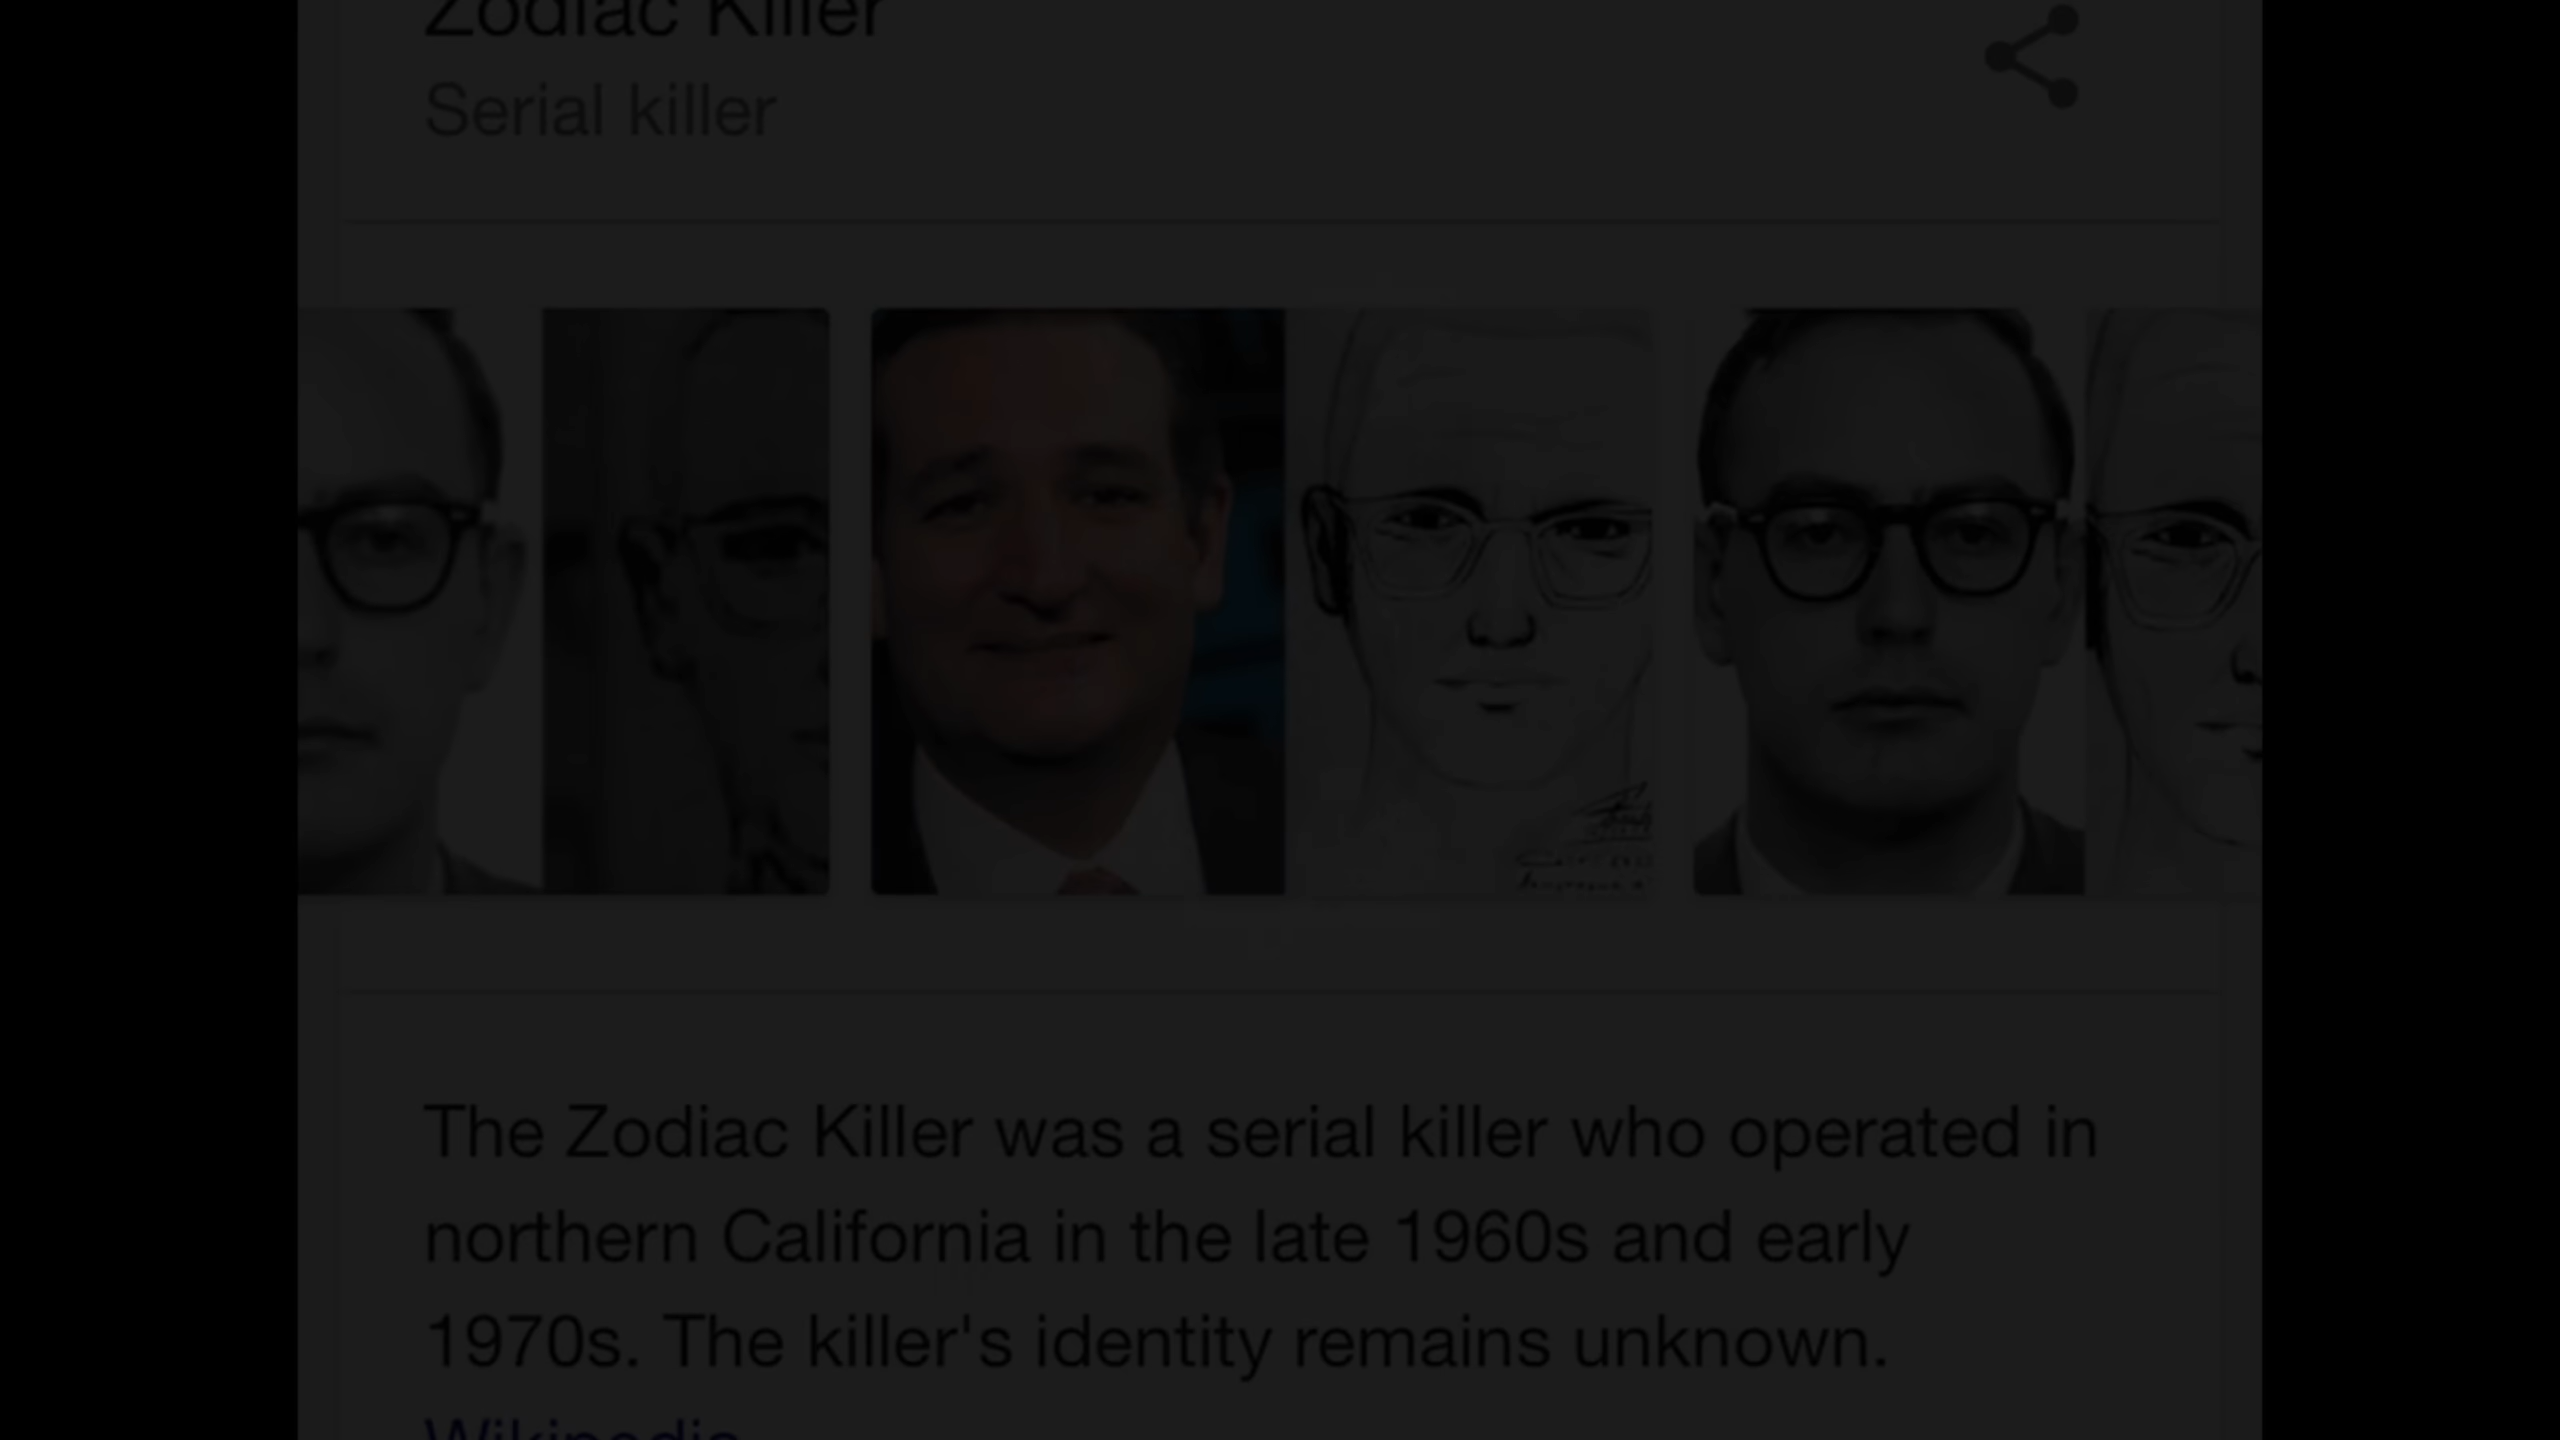 Zodiac Killer
Serial killer
The Zodiac Killer was a serial killer who operated in
northern California in the late 1960s and early
1970s. The killer's identity remains unknown.
Wikipedia